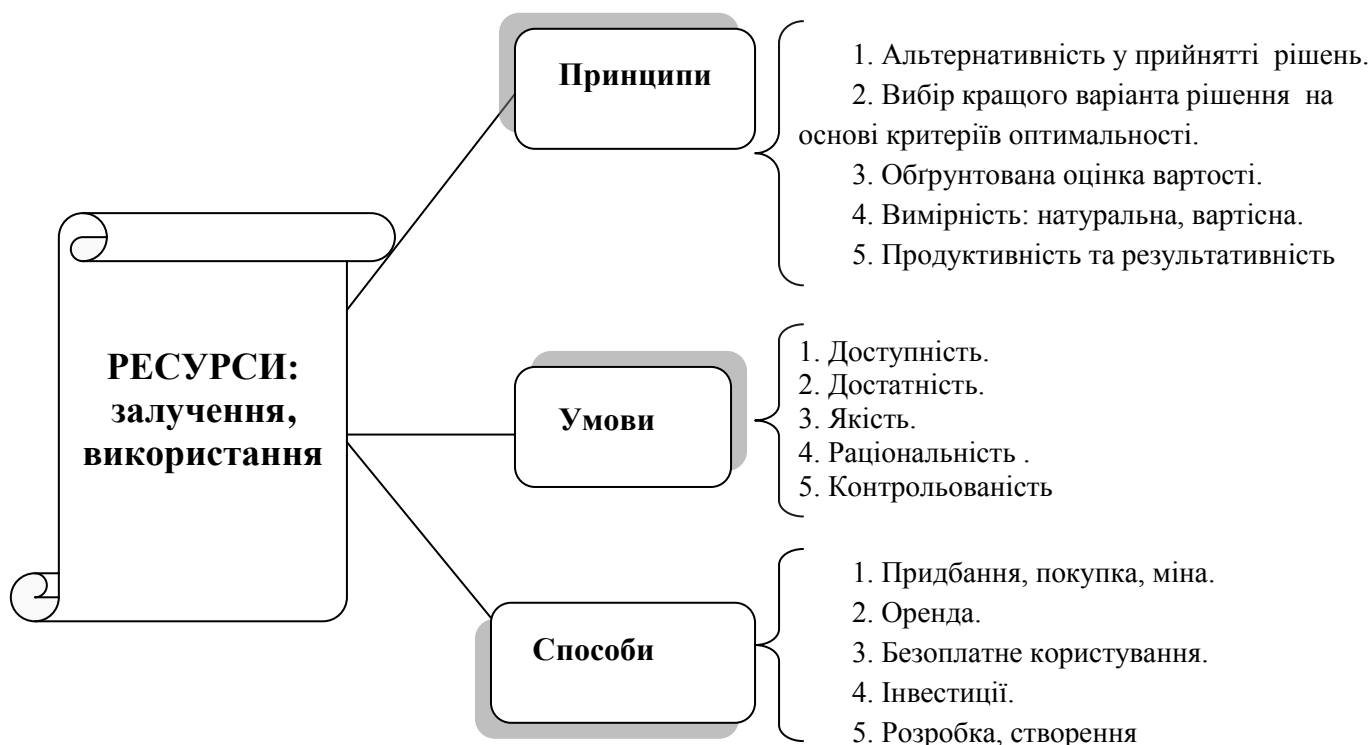 РЕСУРСИ:
залучення,
використання
Принципи
1. Альтернативність у прийнятті рішень.
2. Вибір кращого варіанта рішення на
основі критеріїв оптимальності.
3. Обґрунтована оцінка вартості.
4. Вимірність: натуральна, вартісна.
5. Продуктивність та результативність
Умови
1. Доступність.
2. Достатність.
3. Якість.
4. Раціональність .
5. Контрольованість
Способи
1. Придбання, покупка, міна.
2. Оренда.
3. Безоплатне користування.
4. Інвестиції.
5. Розробка, створення